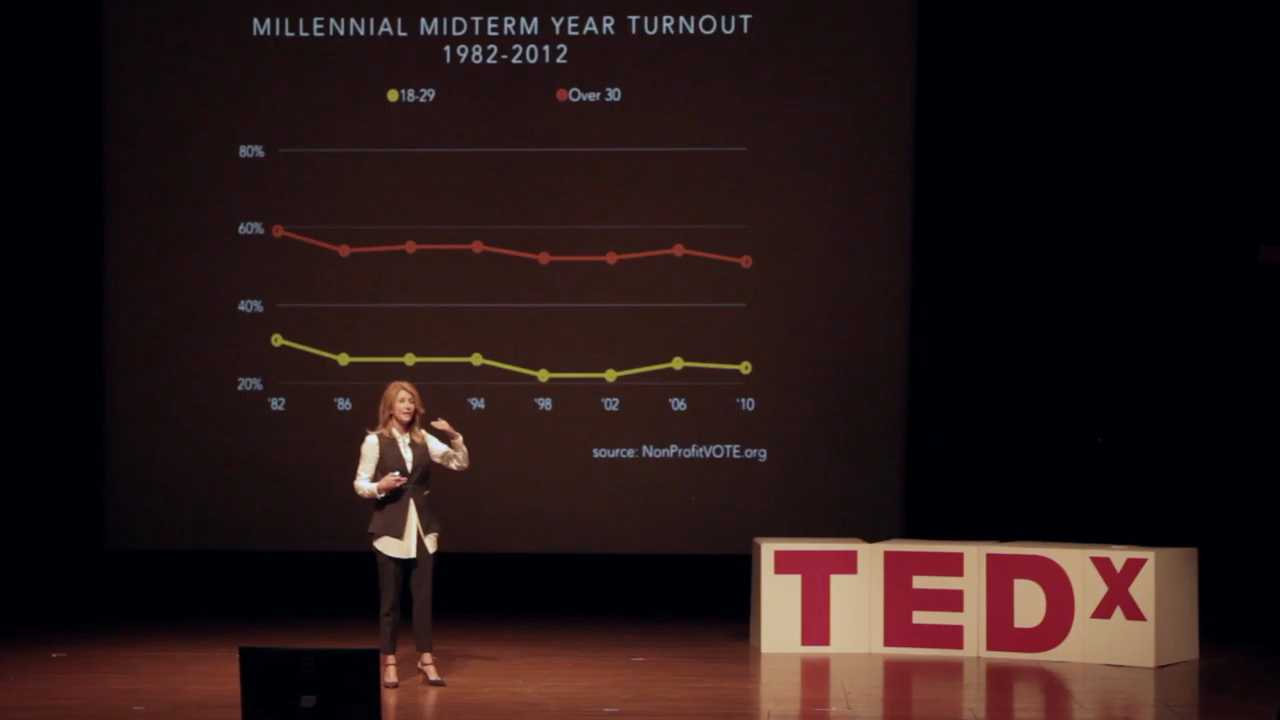 MILLENNIAL MIDTERM YEAR TURNOUT
1982-2012
18-29 Over 30
80%
60%
40%
20%
'82 '86 '94 '98 '02 '06 '10
source: NonProfitVOTE.org
TEDx